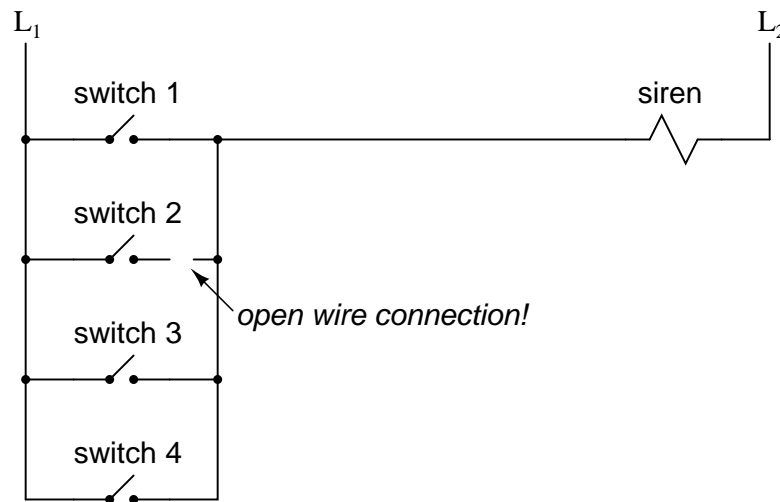 L1 L2
switch 1 siren
switch 2
open wire connection!
switch 3
switch 4